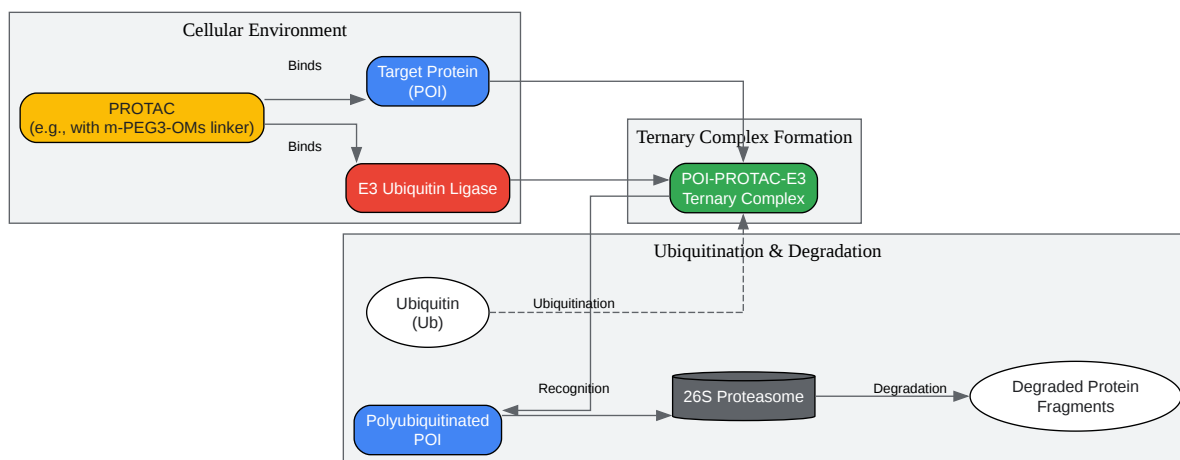 Cellular Environment
Binds
Target Protein
(POI)
PROTAC
(e.g., with m-PEG3-OMs linker)
Binds
E3 Ubiquitin Ligase
Ternary Complex Formation
POI-PROTAC-E3
Ternary Complex
Ubiquitination & Degradation
Ubiquitin
(Ub)
Ubiquitination
Recognition
Polyubiquitinated
POI
26S Proteasome
Degradation
Degraded Protein
Fragments